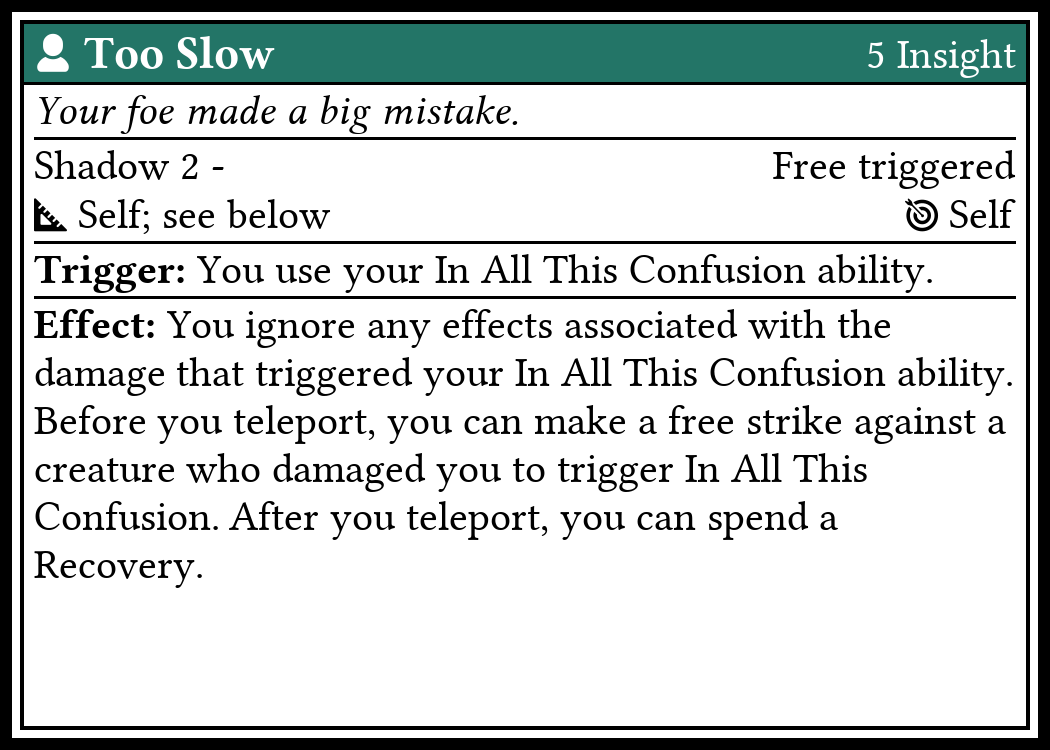 Too Slow 5 Insight
Your foe made a big mistake.
Shadow 2 - Free triggered
Self; see below Self
Trigger: You use your In All This Confusion ability.
Effect: You ignore any effects associated with the
damage that triggered your In All This Confusion ability.
Before you teleport, you can make a free strike against a
creature who damaged you to trigger In All This
Confusion. After you teleport, you can spend a
Recovery.